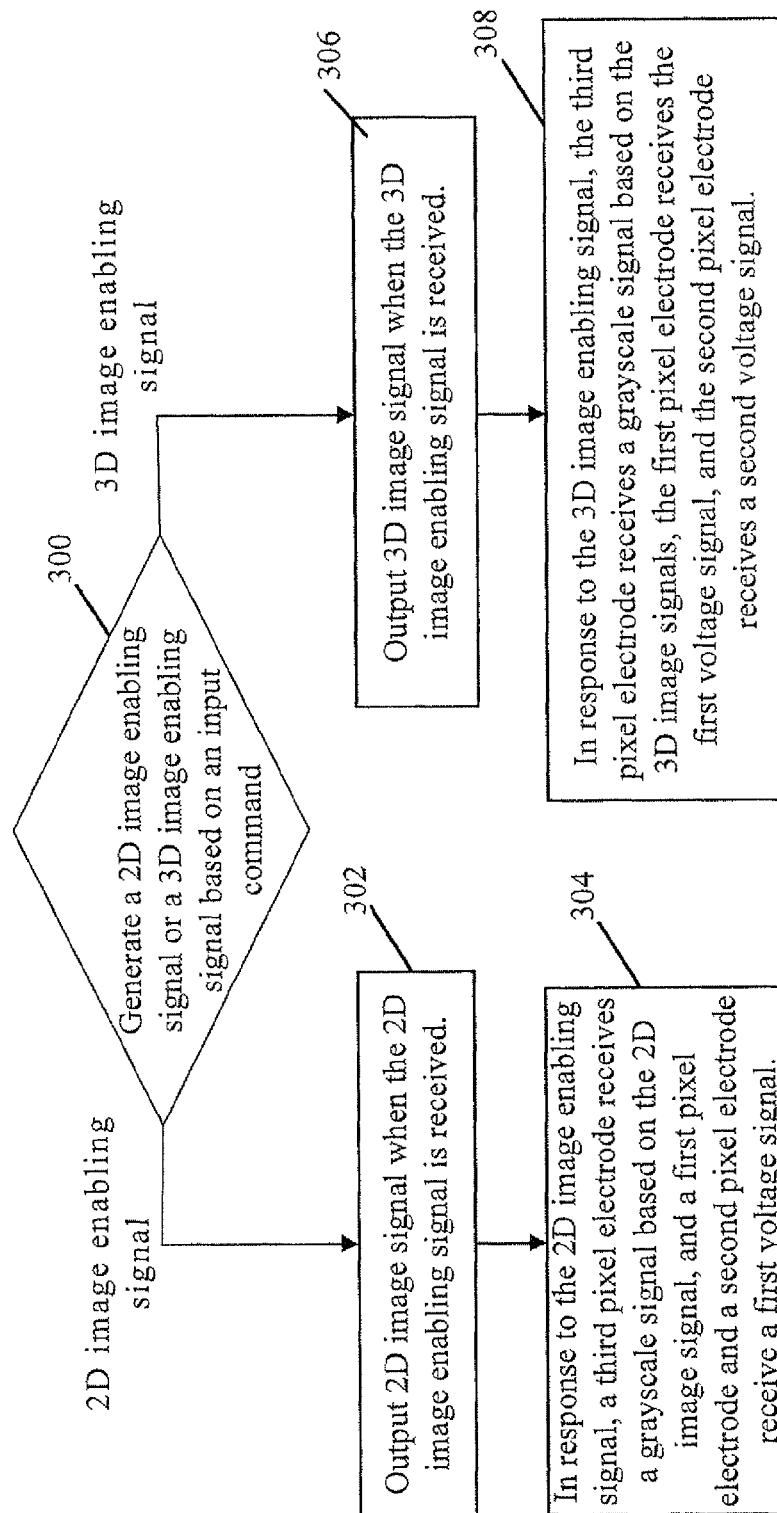 300
Generate a 2D image enabling
signal or a 3D image enabling
signal based on an input
command
2D image enabling
signal
3D image enabling
signal
302
Output 2D image signal when the 2D
image enabling signal is received.
306
Output 3D image signal when the 3D
image enabling signal is received.
304
In response to the 2D image enabling
signal, a third pixel electrode receives
a grayscale signal based on the 2D
image signal, and a first pixel
electrode and a second pixel electrode
receive a first voltage signal.
308
In response to the 3D image enabling signal, the third
pixel electrode receives a grayscale signal based on the
3D image signals, the first pixel electrode receives the
first voltage signal, and the second pixel electrode
receives a second voltage signal.